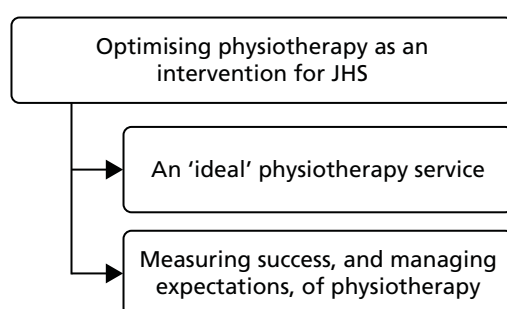 Optimising physiotherapy as an
intervention for JHS
An ‘ideal’ physiotherapy service
Measuring success, and managing
expectations, of physiotherapy